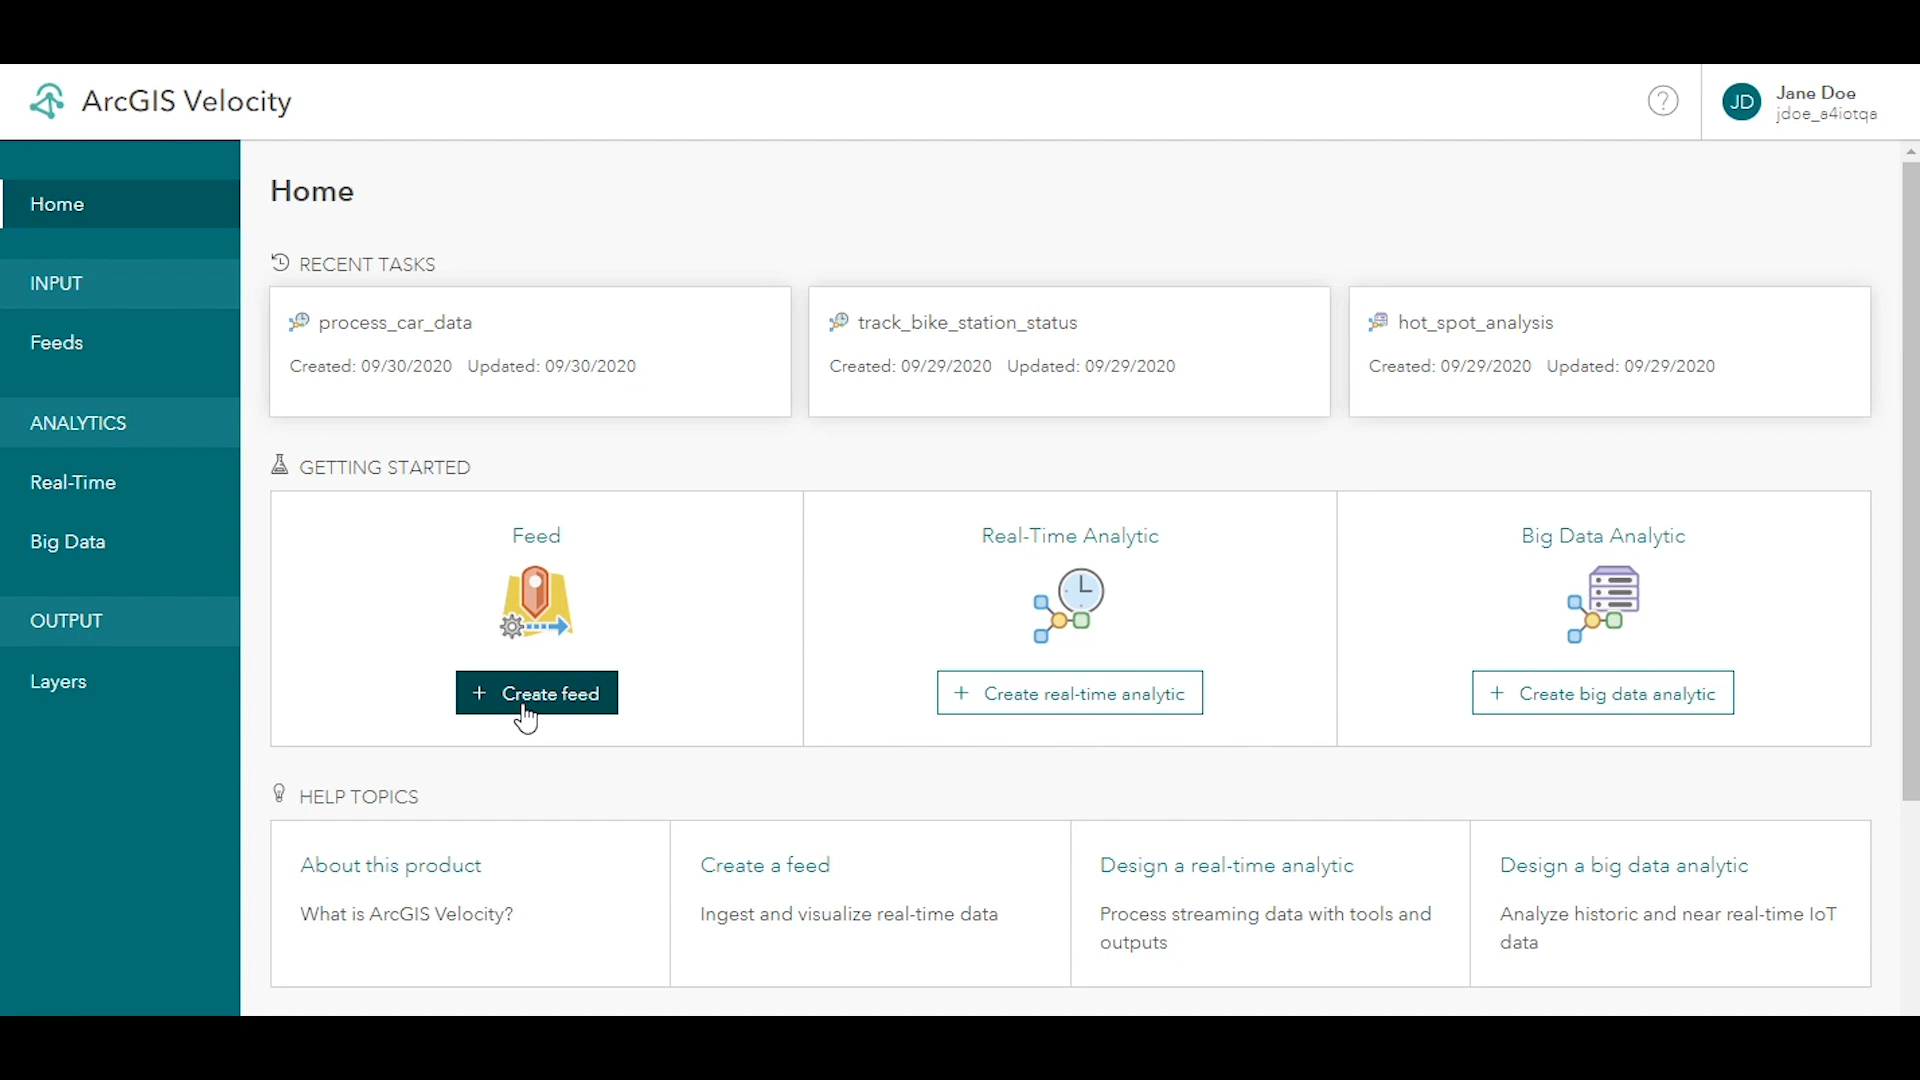 ArcGIS Velocity
?
JD
Jane Doe
jdoe_a4iotqa
Home
INPUT
Feeds
ANALYTICS
Real-Time
Big Data
OUTPUT
Layers
Home
RECENT TASKS
process_car_data
Created: 09/30/2020 Updated: 09/30/2020
track_bike_station_status
Created: 09/29/2020 Updated: 09/29/2020
hot_spot_analysis
Created: 09/29/2020 Updated: 09/29/2020
GETTING STARTED
Feed
+ Create feed
Real-Time Analytic
+ Create real-time analytic
Big Data Analytic
+ Create big data analytic
HELP TOPICS
About this product
What is ArcGIS Velocity?
Create a feed
Ingest and visualize real-time data
Design a real-time analytic
Process streaming data with tools and
outputs
Design a big data analytic
Analyze historic and near real-time IoT
data